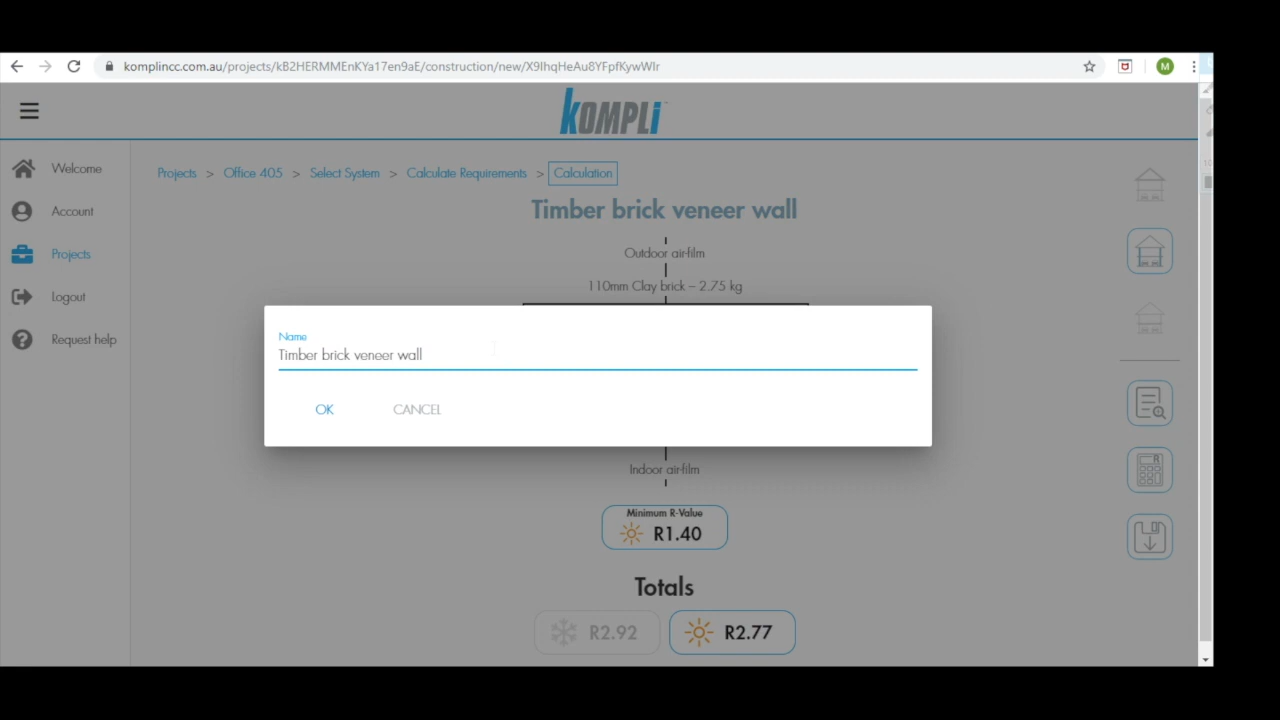 komplincc.com.au/projects/kB2HERMMEnKYa17en9aE/construction/new/X9IhqHeAu8YFpfKywWIr
M
KOMPLi
Welcome
Account
Projects
Logout
Request help
Projects > Office 405 > Select System > Calculate Requirements > Calculation
Timber brick veneer wall
Outdoor air-film
110mm Clay brick – 2.75 kg
Name
Timber brick veneer wall
OK CANCEL
Indoor air-film
Minimum R-Value
R1.40
Totals
R2.92 R2.77
R